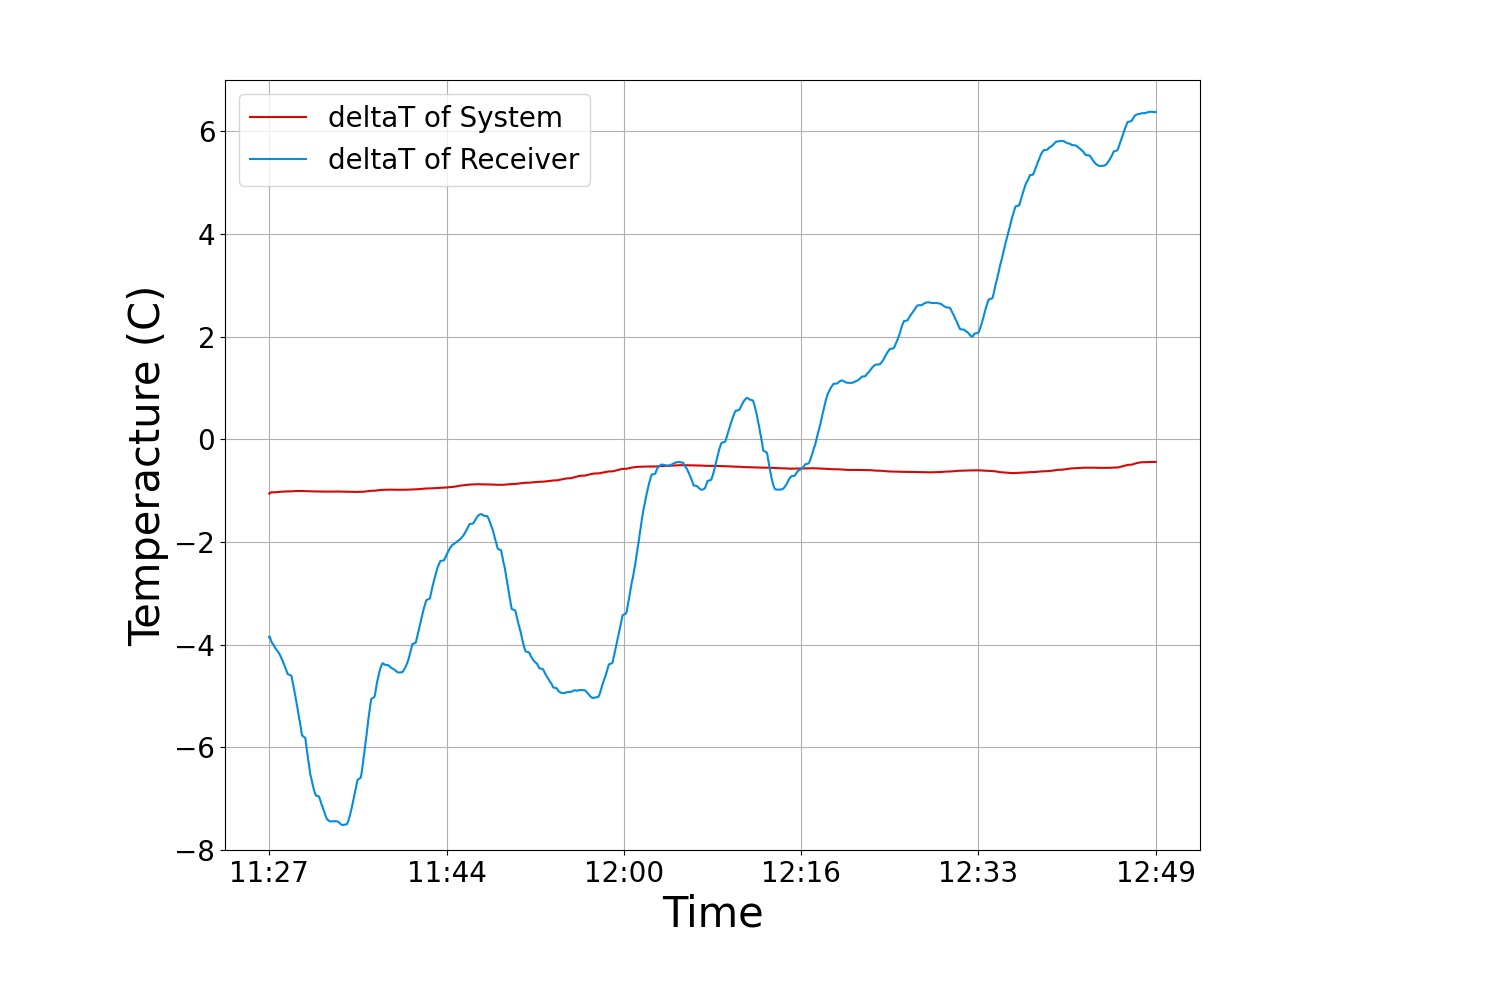 deltaT of System
deltaT of Receiver
Temperacture (C)
6
4
2
0
−2
−4
−6
−8
11:27 11:44 12:00 12:16 12:33 12:49
Time